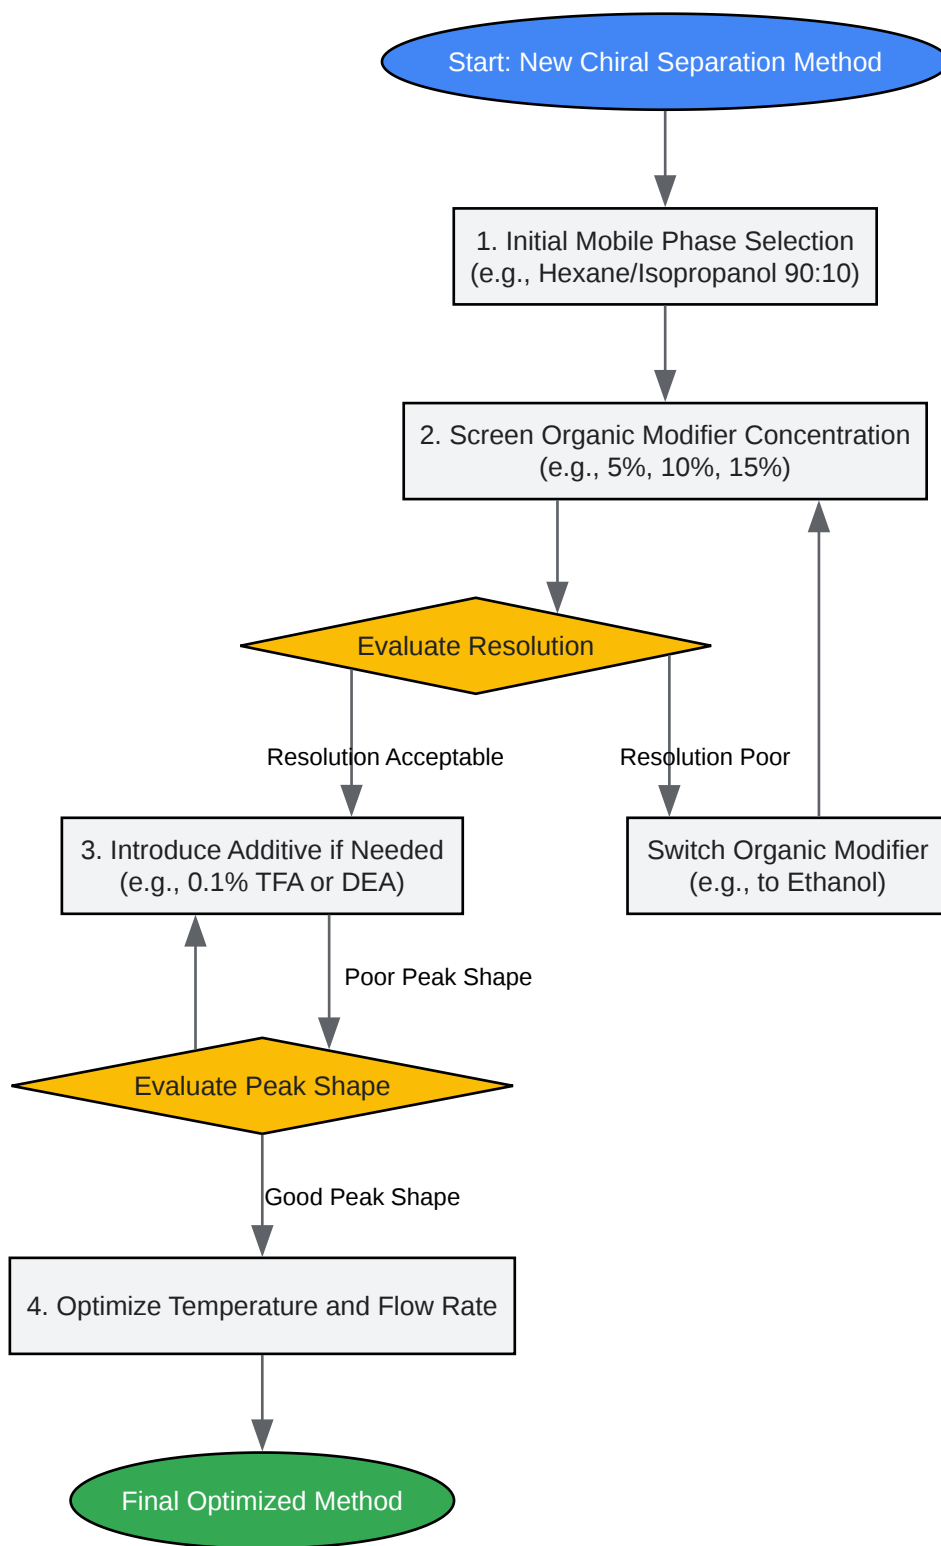 Start: New Chiral Separation Method
1. Initial Mobile Phase Selection
(e.g., Hexane/Isopropanol 90:10)
2. Screen Organic Modifier Concentration
(e.g., 5%, 10%, 15%)
Evaluate Resolution
Resolution Acceptable
Resolution Poor
3. Introduce Additive if Needed
(e.g., 0.1% TFA or DEA)
Switch Organic Modifier
(e.g., to Ethanol)
Poor Peak Shape
Evaluate Peak Shape
Good Peak Shape
4. Optimize Temperature and Flow Rate
Final Optimized Method